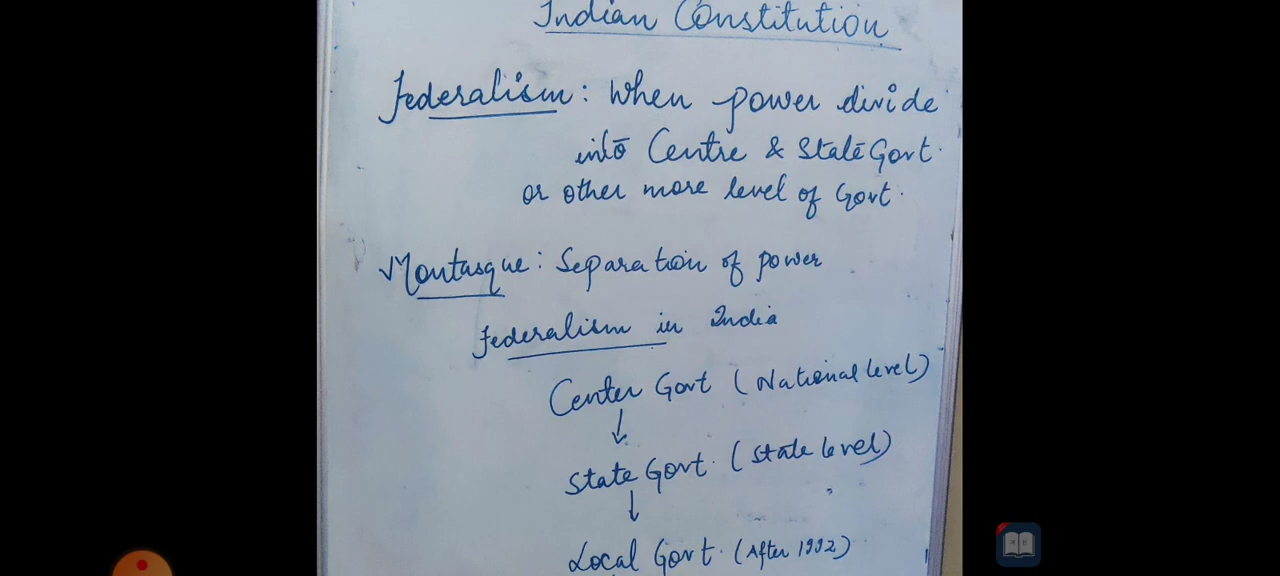 Indian Constitution
Federalism: When power divide
into Centre & State Govt.
or other more level of Govt.
Montasque: Separation of power
Federalism in India
Center Govt (National level)
↓
State Govt. (State level)
↓
Local Govt. (After 1992)